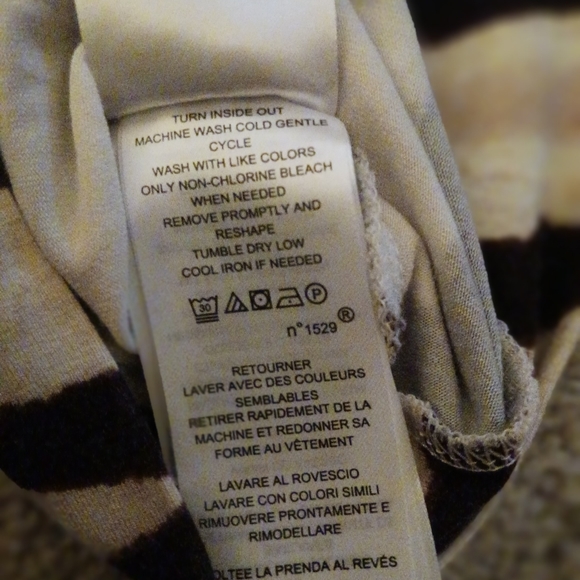 TURN INSIDE OUT
MACHINE WASH COLD GENTLE
CYCLE
WASH WITH LIKE COLORS
ONLY NON-CHLORINE BLEACH
WHEN NEEDED
REMOVE PROMPTLY AND
RESHAPE
TUMBLE DRY LOW
COOL IRON IF NEEDED
30 P
n°1529 ®
RETOURNER
LAVER AVEC DES COULEURS
SEMBLABLES
RETIRER RAPIDEMENT DE LA
MACHINE ET REDONNER SA
FORME AU VÊTEMENT
LAVARE AL ROVESCIO
LAVARE CON COLORI SIMILI
RIMUOVERE PRONTAMENTE E
RIMODELLARE
OLTEE LA PRENDA AL REVÉS